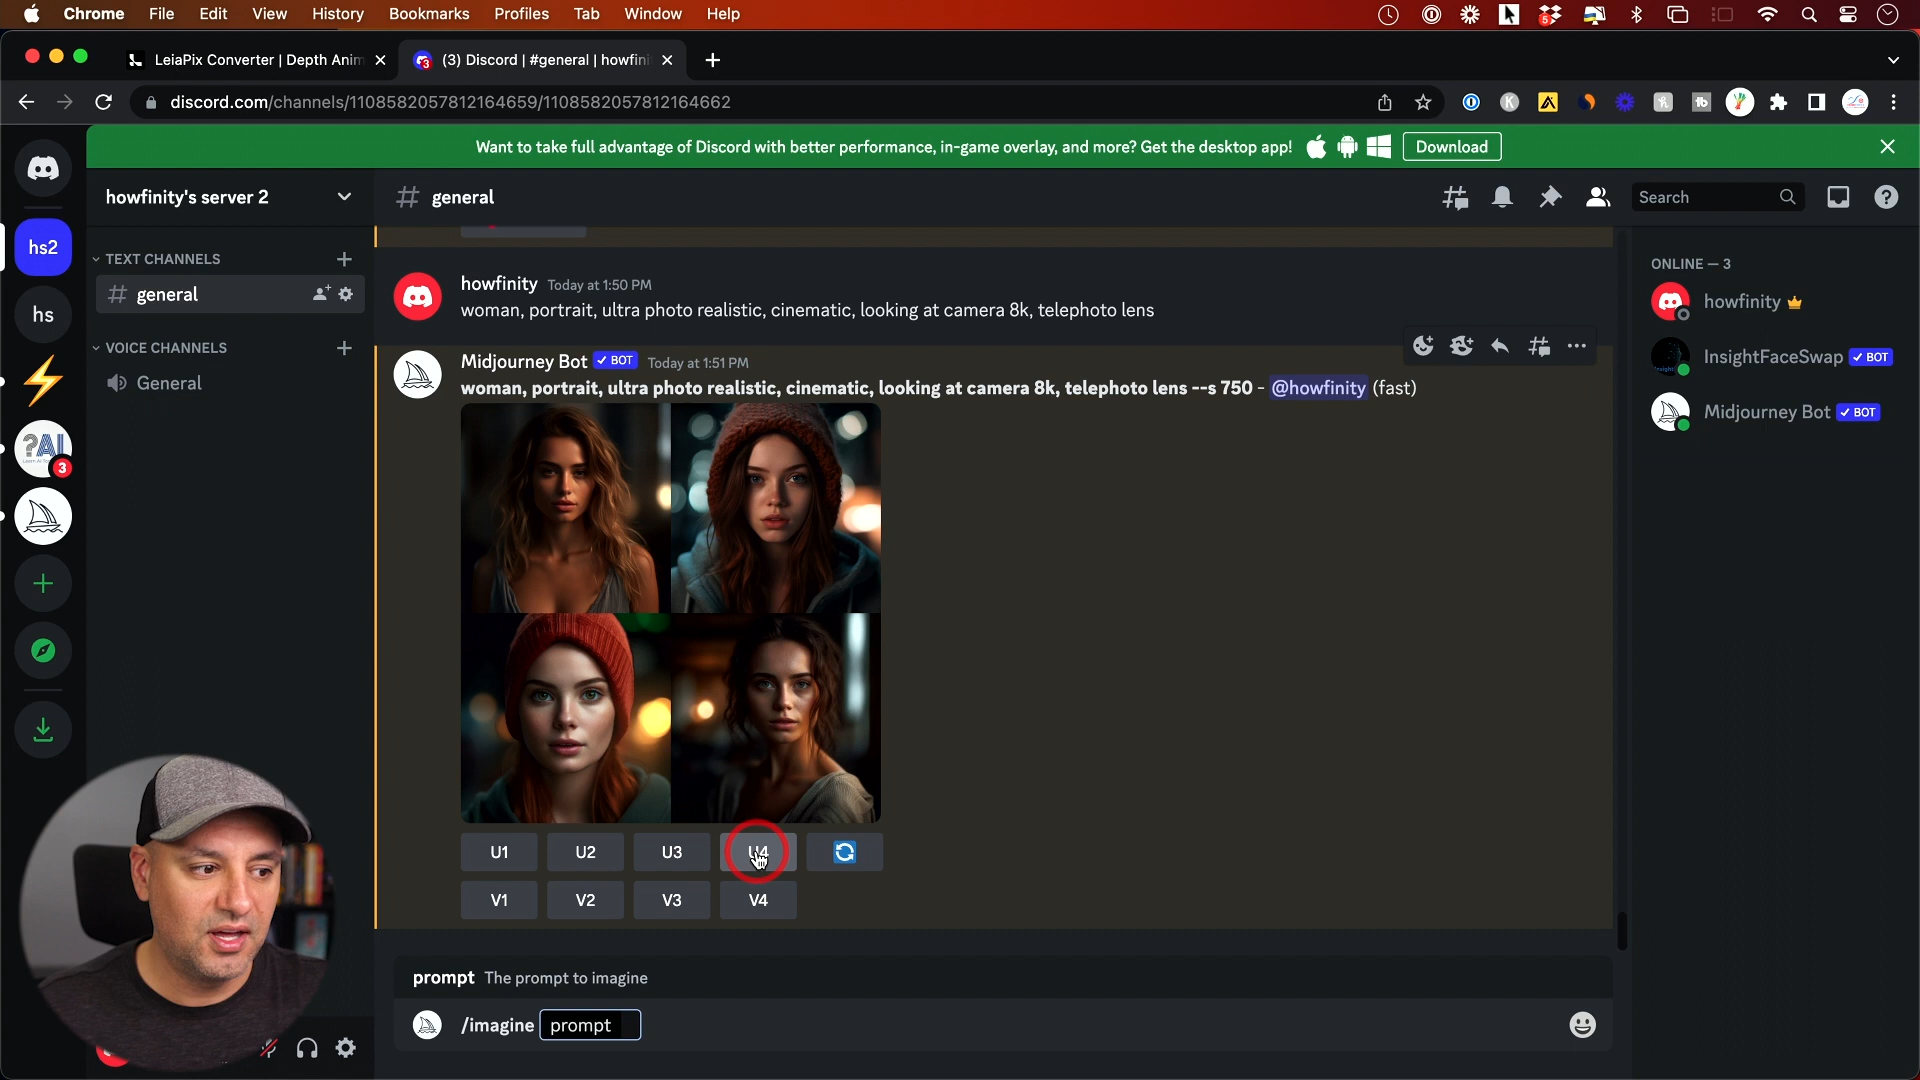 Chrome File Edit View History Bookmarks Profiles Tab Window Help
5
LeiaPix Converter | Depth Anim
(3) Discord | #general | howfini
3
discord.com/channels/1108582057812164659/1108582057812164662
Want to take full advantage of Discord with better performance, in-game overlay, and more? Get the desktop app!
Download
howfinity's server 2
# general
Search
hs2
TEXT CHANNELS
# general
hs
VOICE CHANNELS
General
?AI
3
howfinity Today at 1:50 PM
woman, portrait, ultra photo realistic, cinematic, looking at camera 8k, telephoto lens
Midjourney Bot ✓ BOT Today at 1:51 PM
woman, portrait, ultra photo realistic, cinematic, looking at camera 8k, telephoto lens --s 750 - @howfinity (fast)
U1 U2 U3 U4
V1 V2 V3 V4
prompt The prompt to imagine
/imagine prompt
ONLINE — 3
howfinity
InsightFaceSwap ✓ BOT
Midjourney Bot ✓ BOT